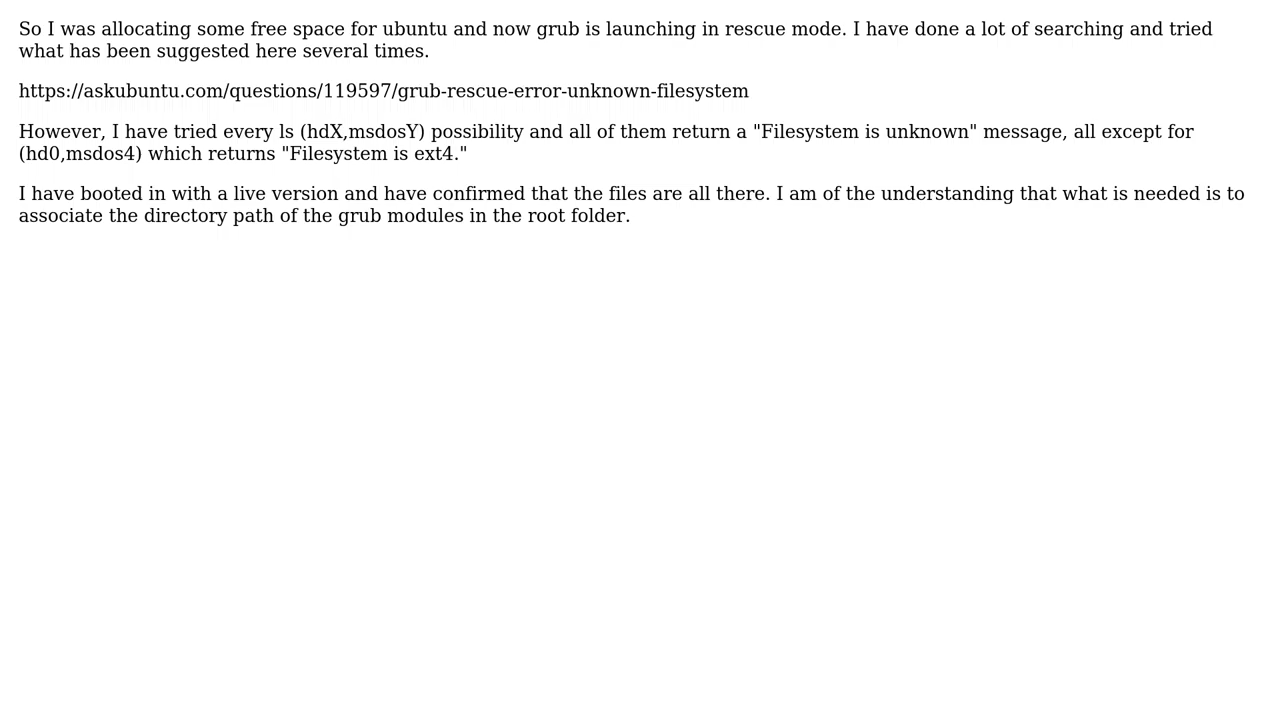 So I was allocating some free space for ubuntu and now grub is launching in rescue mode. I have done a lot of searching and tried
what has been suggested here several times.
https://askubuntu.com/questions/119597/grub-rescue-error-unknown-filesystem
However, I have tried every ls (hdX,msdosY) possibility and all of them return a "Filesystem is unknown" message, all except for
(hd0,msdos4) which returns "Filesystem is ext4."
I have booted in with a live version and have confirmed that the files are all there. I am of the understanding that what is needed is to
associate the directory path of the grub modules in the root folder.